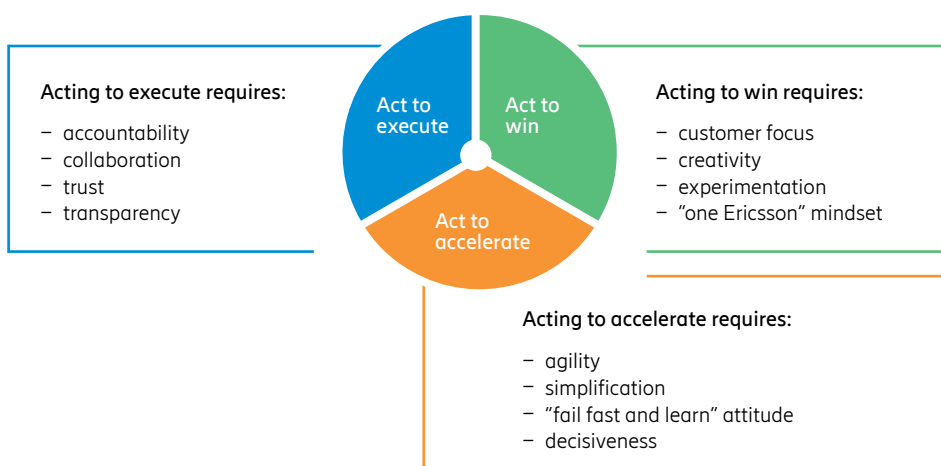 Acting to execute requires:
– accountability
– collaboration
– trust
– transparency
Act to
execute
Act to
win
Act to
accelerate
Acting to win requires:
– customer focus
– creativity
– experimentation
– ”one Ericsson” mindset
Acting to accelerate requires:
– agility
– simplification
– ”fail fast and learn” attitude
– decisiveness